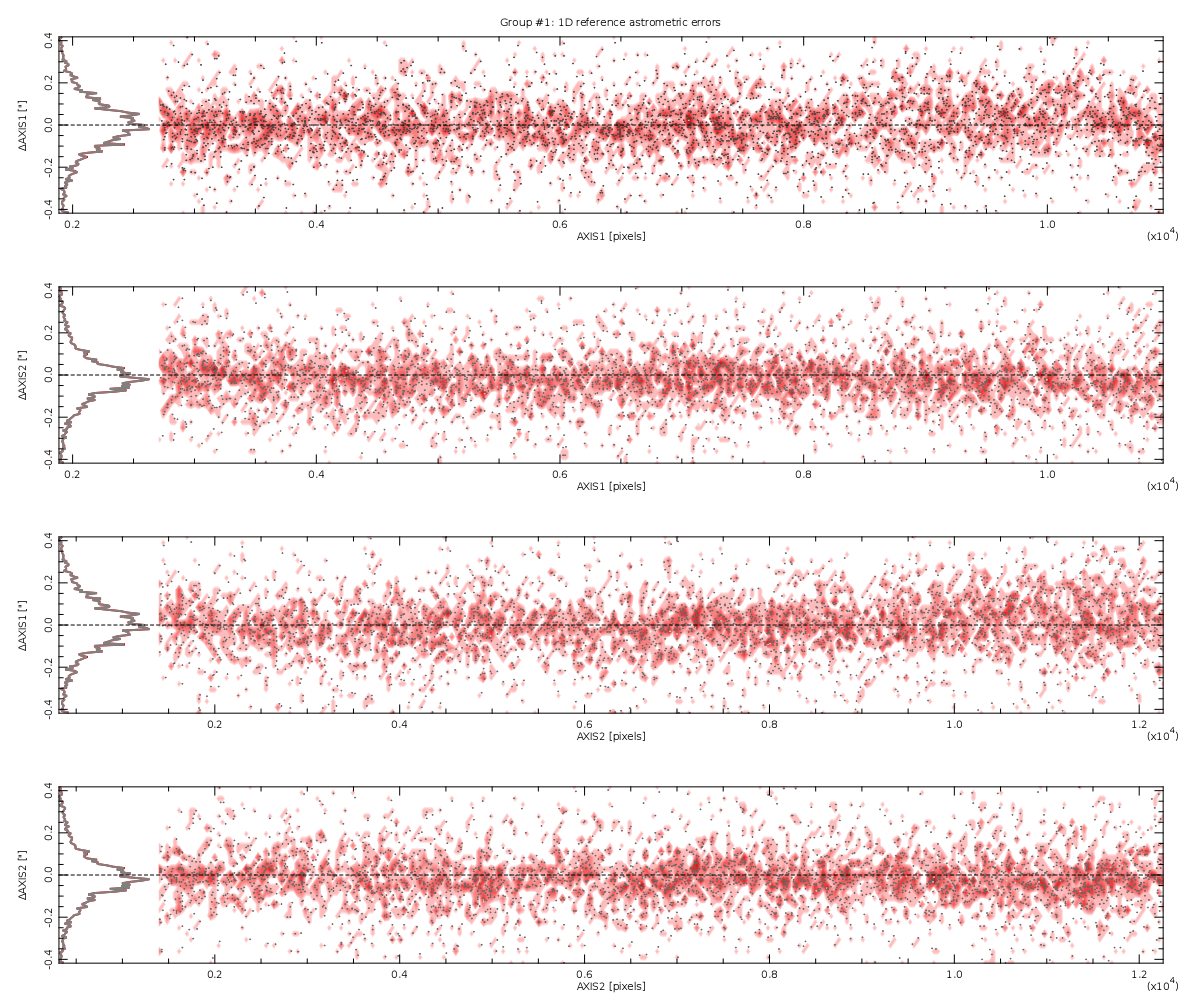 Group #1: 1D reference astrometric errors
0.4
0.2
0.0
-0.2
-0.4
ΔAXIS1 ["]
0.2 0.4 0.6 0.8 1.0
AXIS1 [pixels]
(x10⁴)
0.4
0.2
0.0
-0.2
-0.4
ΔAXIS2 ["]
0.2 0.4 0.6 0.8 1.0
AXIS1 [pixels]
(x10⁴)
0.4
0.2
0.0
-0.2
-0.4
ΔAXIS1 ["]
0.2 0.4 0.6 0.8 1.0 1.2
AXIS2 [pixels]
(x10⁴)
0.4
0.2
0.0
-0.2
-0.4
ΔAXIS2 ["]
0.2 0.4 0.6 0.8 1.0 1.2
AXIS2 [pixels]
(x10⁴)